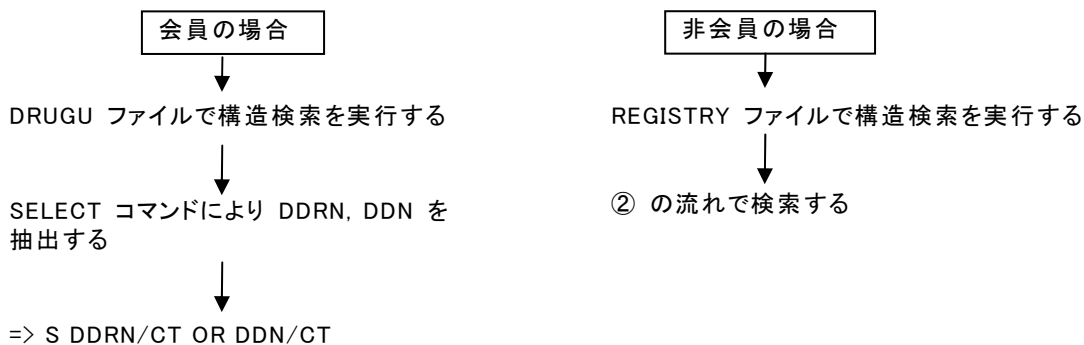 会員の場合
DRUGU ファイルで構造検索を実行する
SELECT コマンドにより DDRN, DDN を
抽出する
=> S DDRN/CT OR DDN/CT
非会員の場合
REGISTRY ファイルで構造検索を実行する
② の流れで検索する